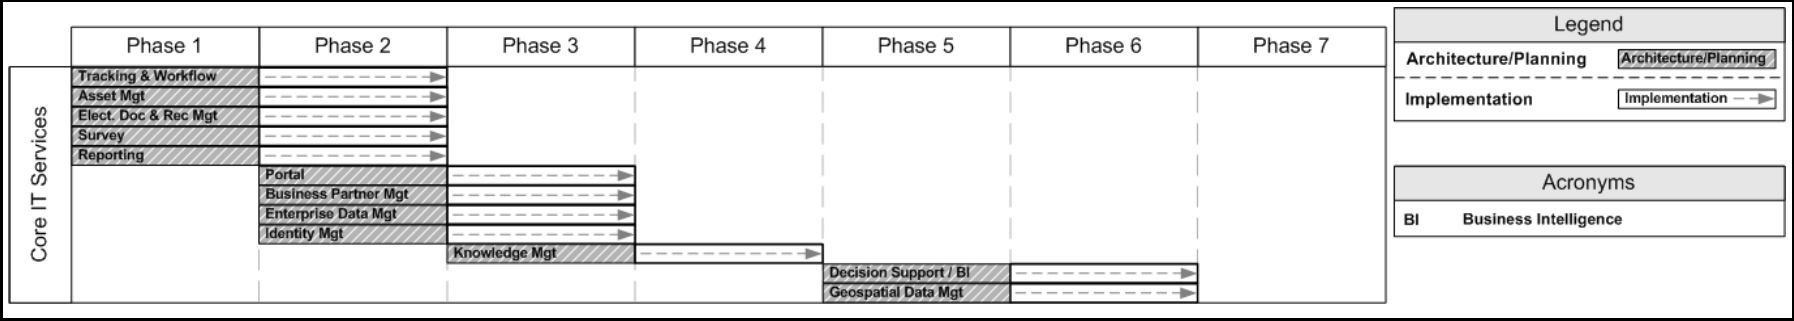 Phase 1 Phase 2 Phase 3 Phase 4 Phase 5 Phase 6 Phase 7
Core IT Services
Tracking & Workflow
Asset Mgt
Elect. Doc & Rec Mgt
Survey
Reporting
Portal
Business Partner Mgt
Enterprise Data Mgt
Identity Mgt
Knowledge Mgt
Decision Support / BI
Geospatial Data Mgt
Legend
Architecture/Planning Architecture/Planning
Implementation Implementation
Acronyms
BI Business Intelligence